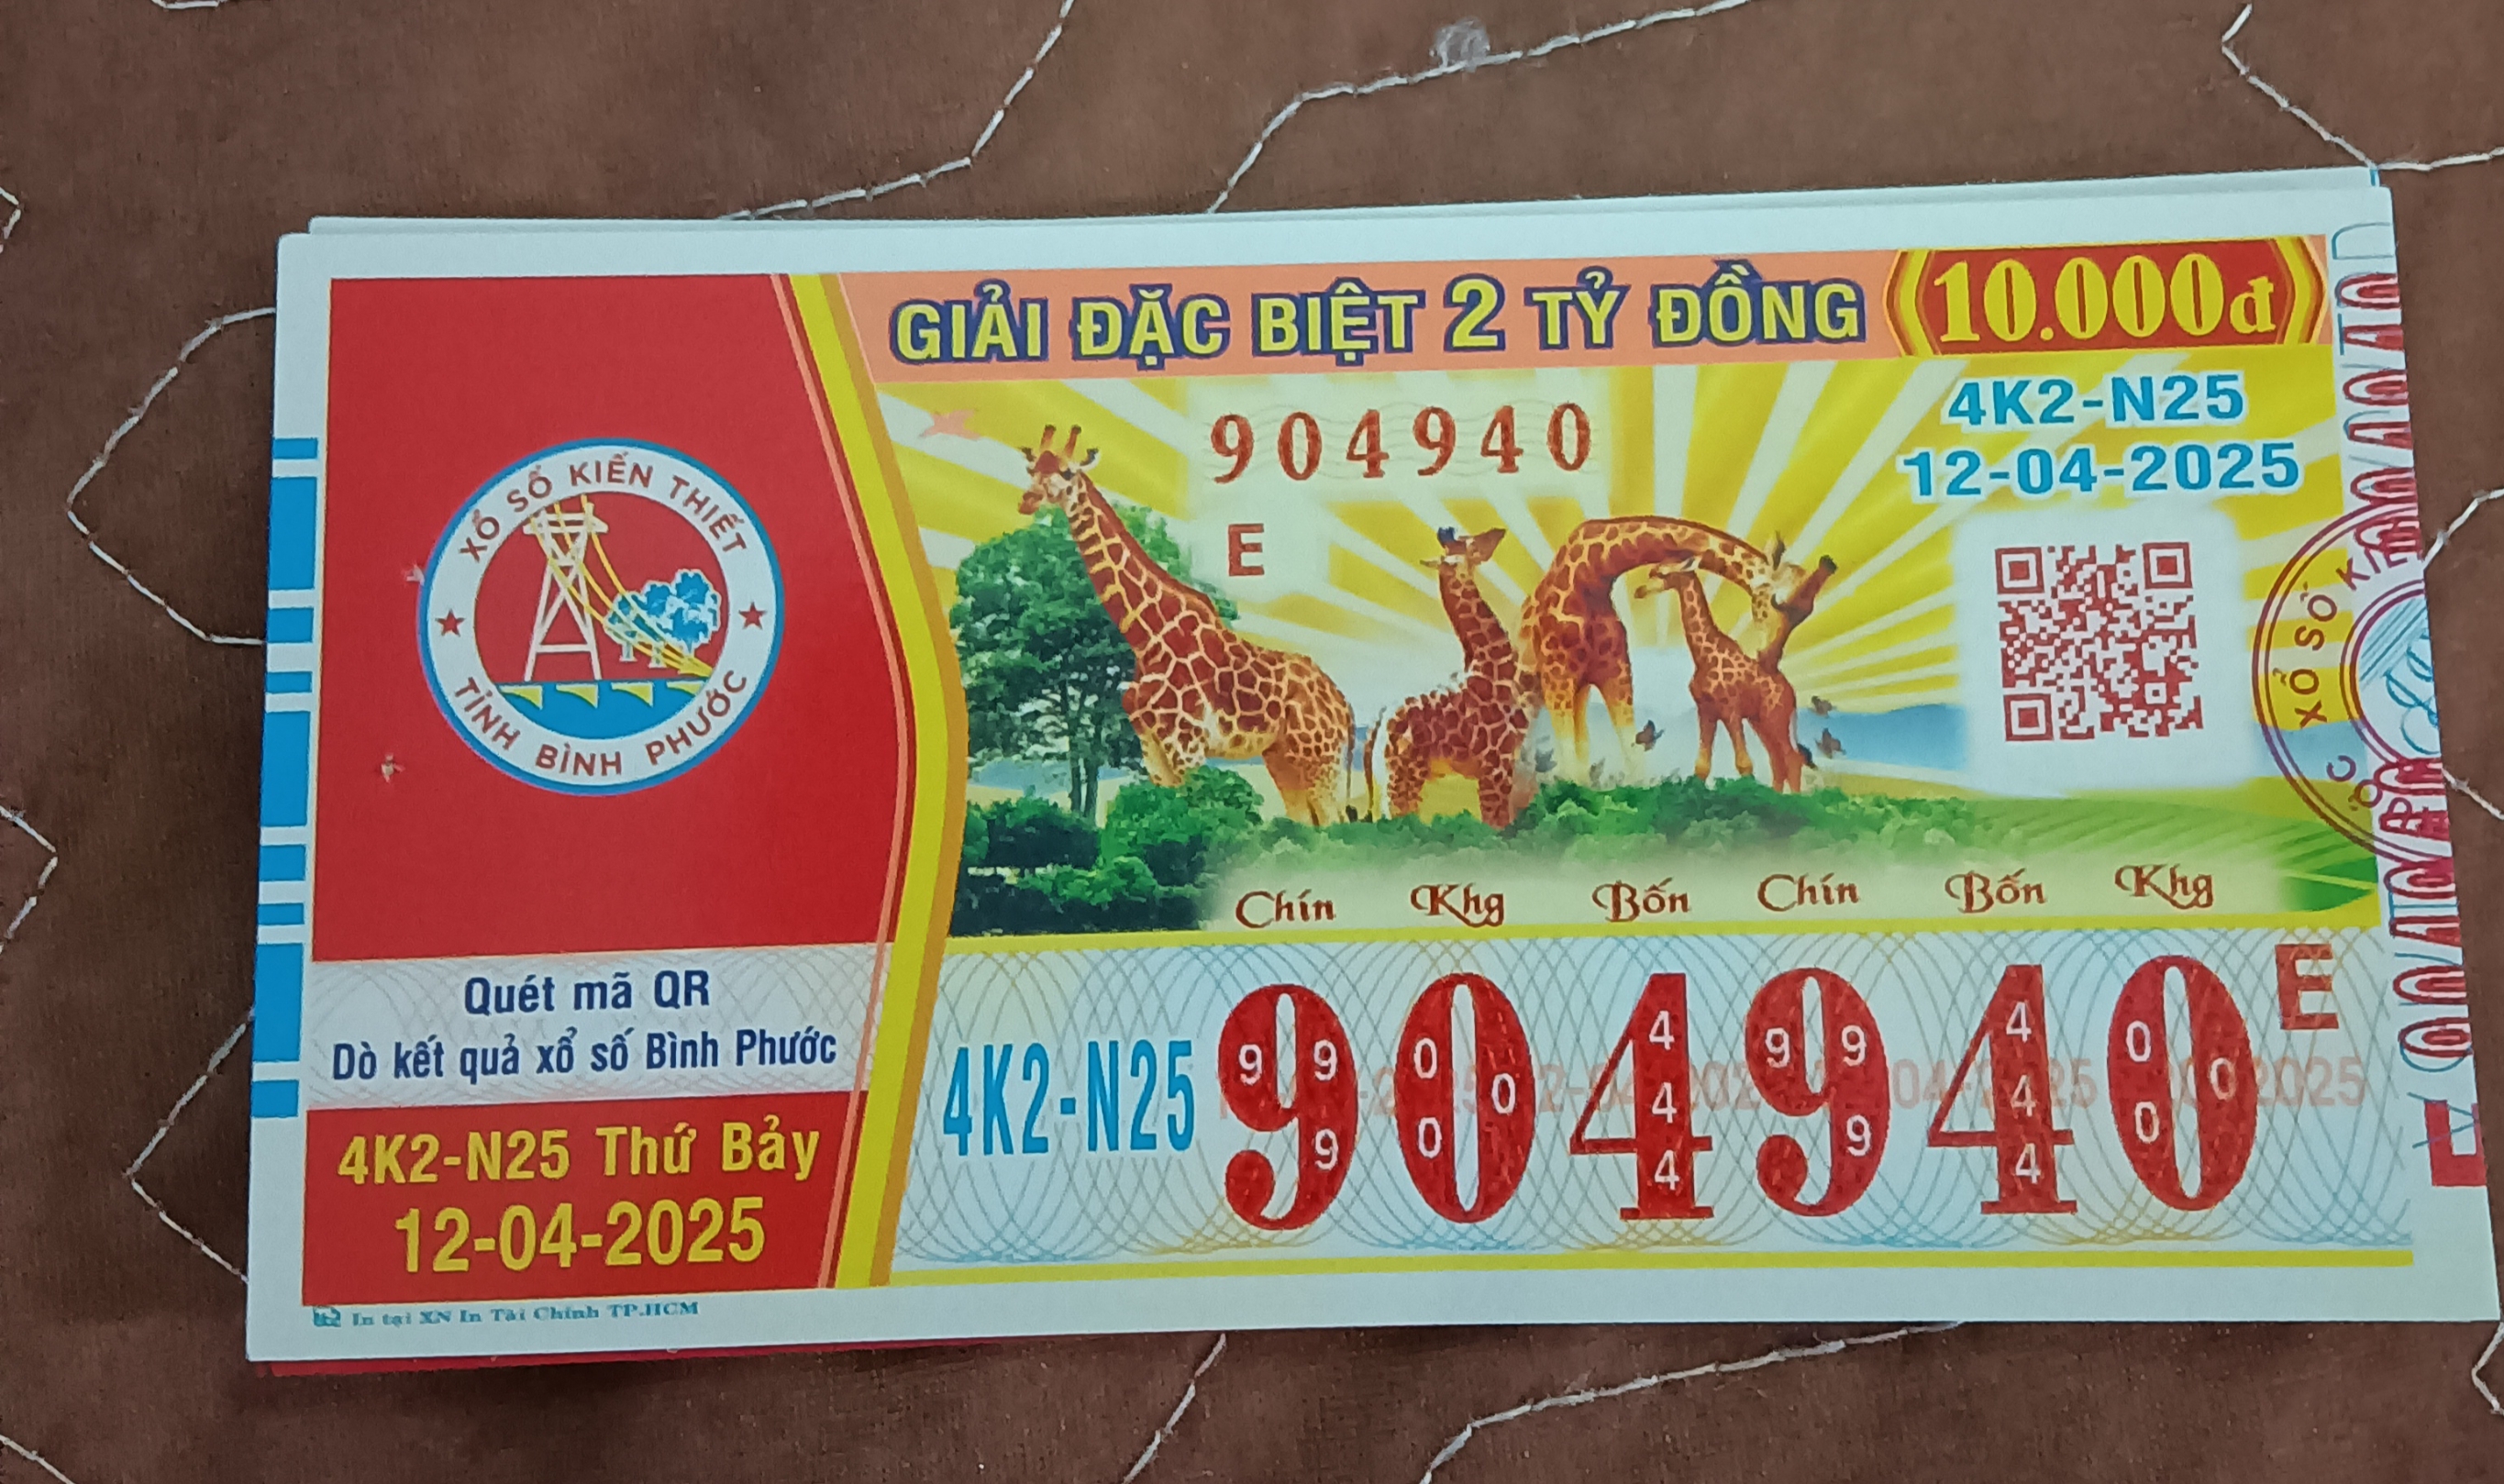 GIẢI ĐẶC BIỆT 2 TỶ ĐỒNG
10.000đ
904940
4K2-N25
12-04-2025
E
XỔ SỐ KIẾN THIẾT
TỈNH BÌNH PHƯỚC
Chín Khg Bốn Chín Bốn Khg
4K2-N25 904940 E
Quét mã QR
Dò kết quả xổ số Bình Phước
4K2-N25 Thứ Bảy
12-04-2025
In tại XN In Tài Chính TP.HCM
XỔ SỐ
E